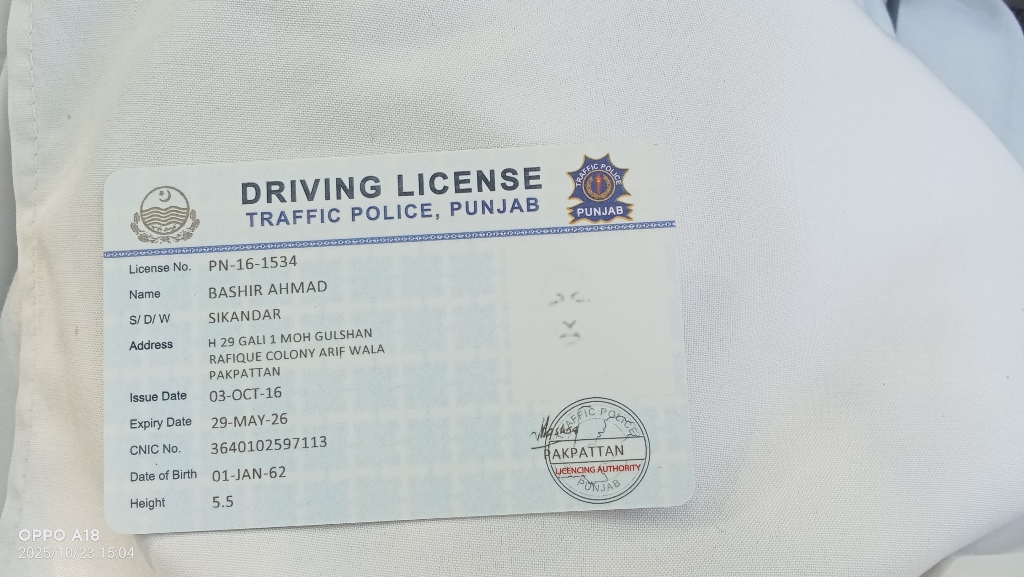 DRIVING LICENSE
TRAFFIC POLICE, PUNJAB
TRAFFIC POLICE
PUNJAB
License No. PN-16-1534
Name BASHIR AHMAD
S/ D/ W SIKANDAR
Address H 29 GALI 1 MOH GULSHAN
RAFIQUE COLONY ARIF WALA
PAKPATTAN
Issue Date 03-OCT-16
Expiry Date 29-MAY-26
CNIC No. 3640102597113
Date of Birth 01-JAN-62
Height 5.5
TRAFFIC POLICE
PAKPATTAN
LICENCING AUTHORITY
PUNJAB
OPPO A18
2025/10/23 15:04